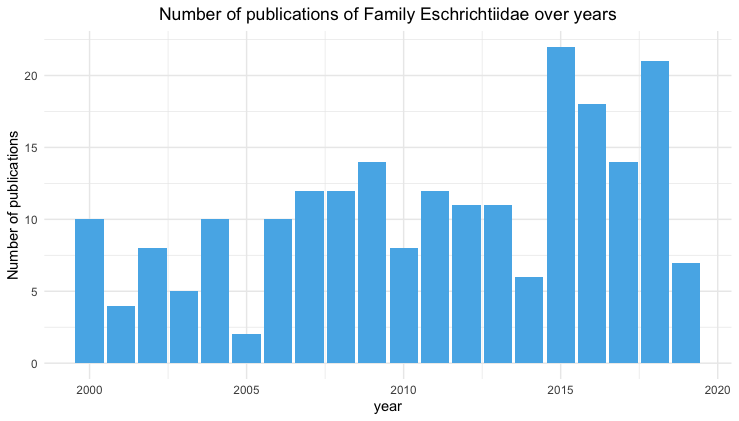 Number of publications of Family Eschrichtiidae over years
Number of publications
20
15
10
5
0
2000 2005 2010 2015 2020
year